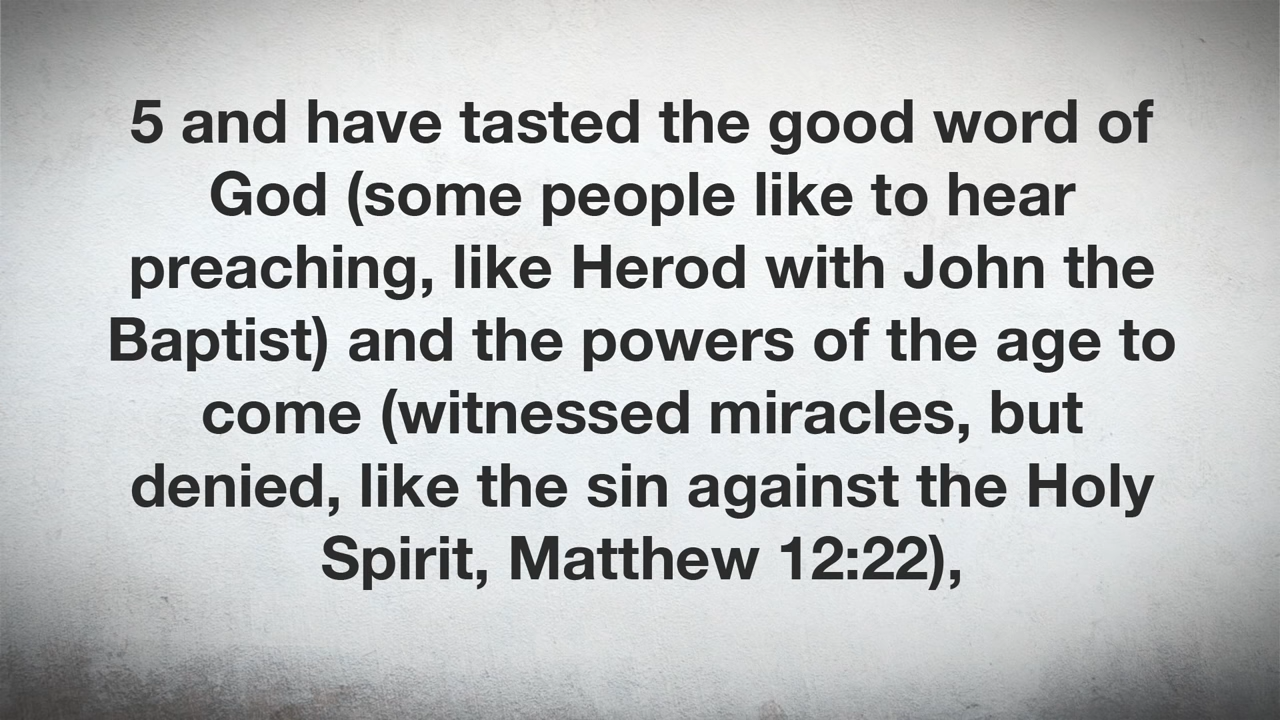 5 and have tasted the good word of
God (some people like to hear
preaching, like Herod with John the
Baptist) and the powers of the age to
come (witnessed miracles, but
denied, like the sin against the Holy
Spirit, Matthew 12:22),